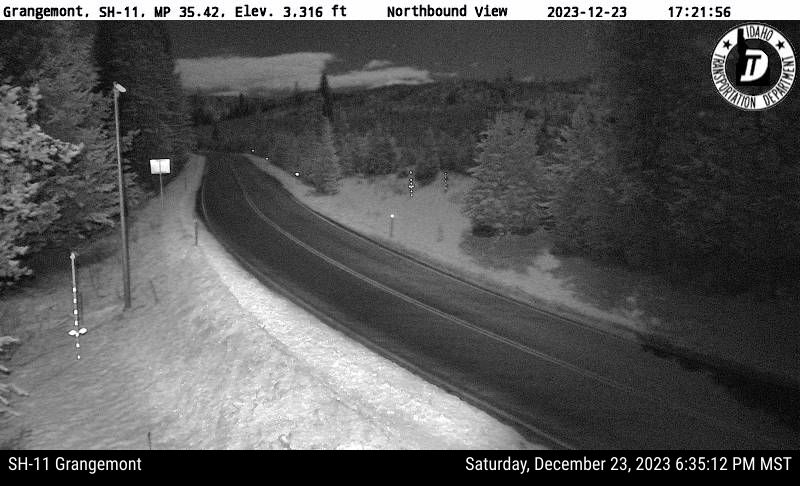 Grangemont, SH-11, MP 35.42, Elev. 3,316 ft Northbound View 2023-12-23 17:21:56
IDAHO
TRANSPORTATION DEPARTMENT
SH-11 Grangemont Saturday, December 23, 2023 6:35:12 PM MST